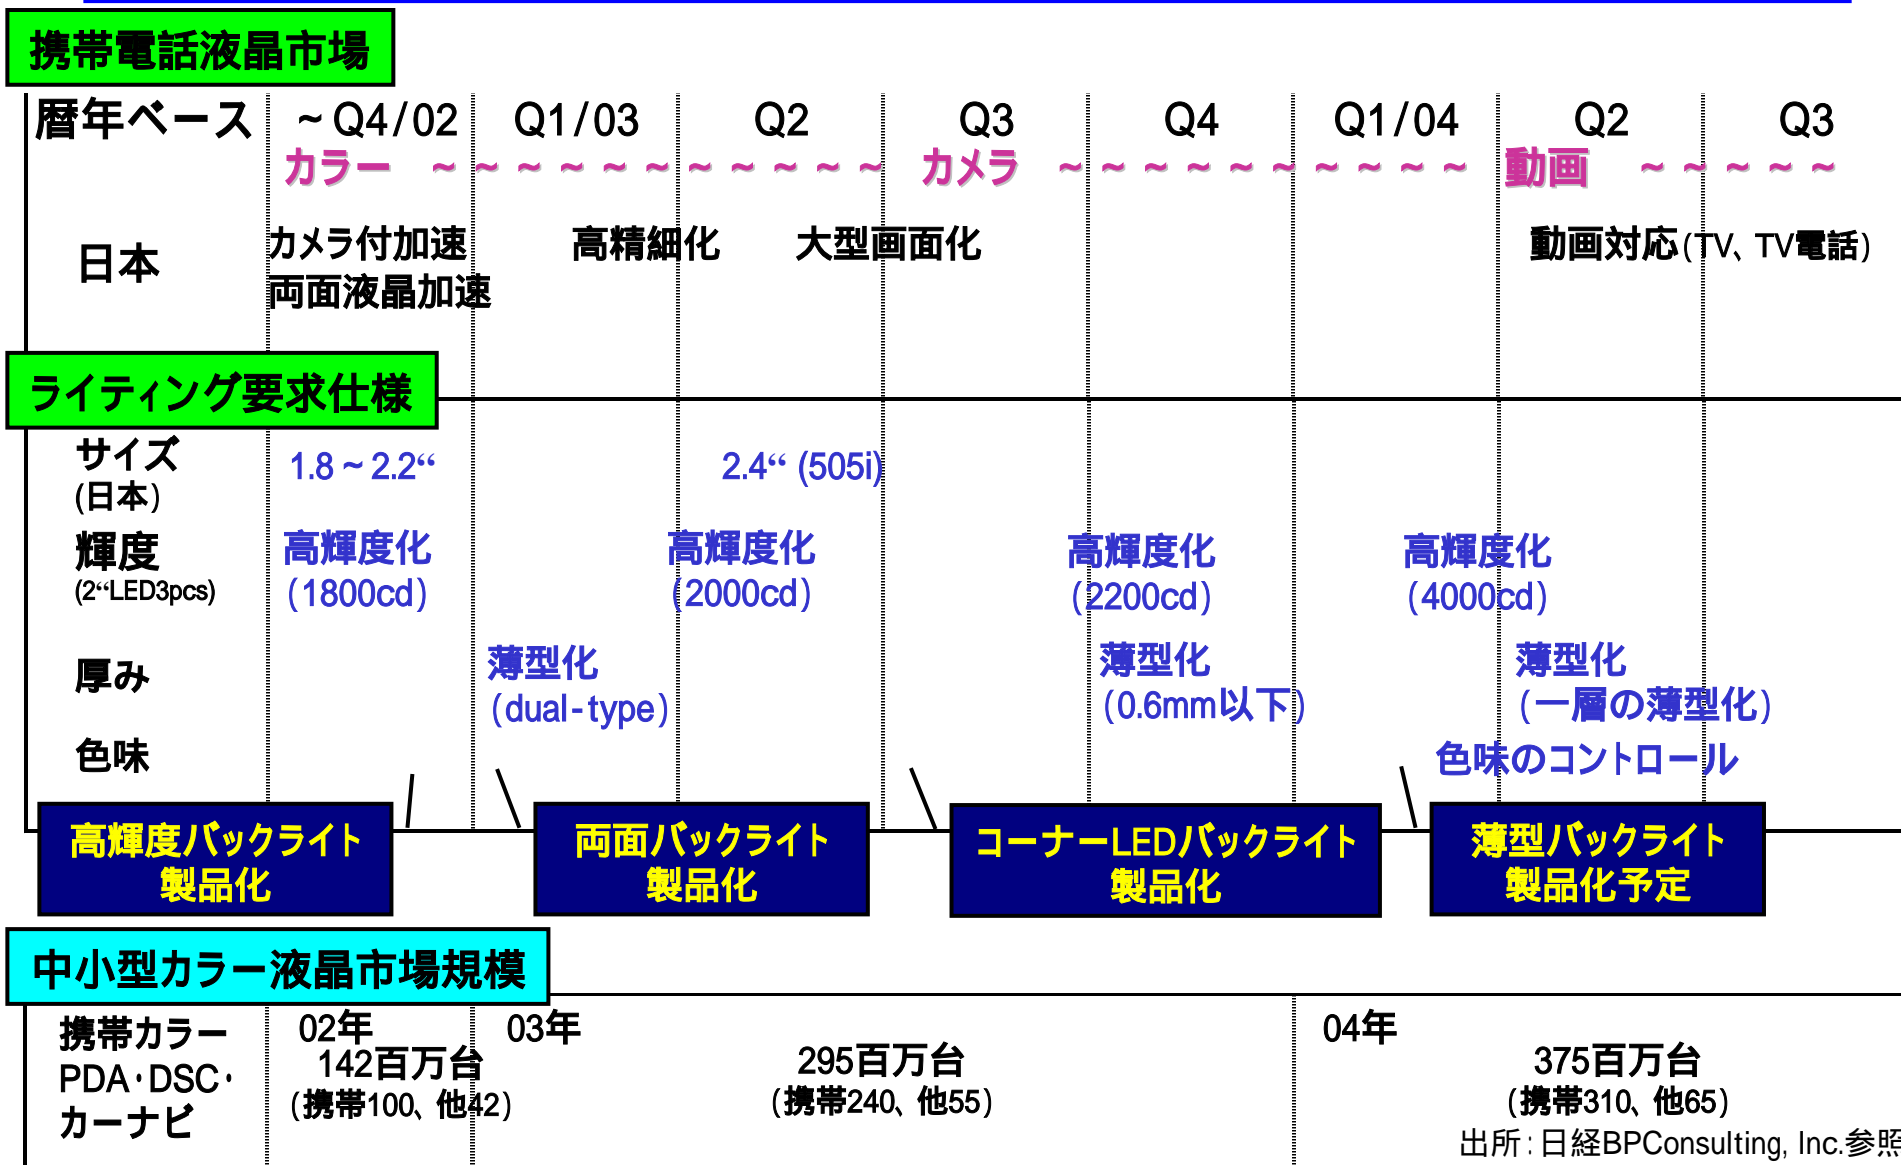 携帯電話液晶市場
暦年ベース ～Q4/02 Q1/03 Q2 Q3 Q4 Q1/04 Q2 Q3
カラー ～～～～～～～～～～～ カメラ ～～～～～～～～～～ 動画 ～～～～～
日本
カメラ付加速 高精細化 大型画面化 動画対応(TV、TV電話)
両面液晶加速
ライティング要求仕様
サイズ
(日本)
1.8～2.2“ 2.4“ (505i)
輝度
(2“LED3pcs)
高輝度化 高輝度化 高輝度化 高輝度化
(1800cd) (2000cd) (2200cd) (4000cd)
厚み
薄型化 薄型化 薄型化
(dual-type) (0.6mm以下) (一層の薄型化)
色味 色味のコントロール
高輝度バックライト
製品化
両面バックライト
製品化
コーナーLEDバックライト
製品化
薄型バックライト
製品化予定
中小型カラー液晶市場規模
携帯カラー
PDA・DSC・
カーナビ
02年 03年 04年
142百万台 295百万台 375百万台
(携帯100、他42) (携帯240、他55) (携帯310、他65)
出所：日経BPConsulting, Inc.参照